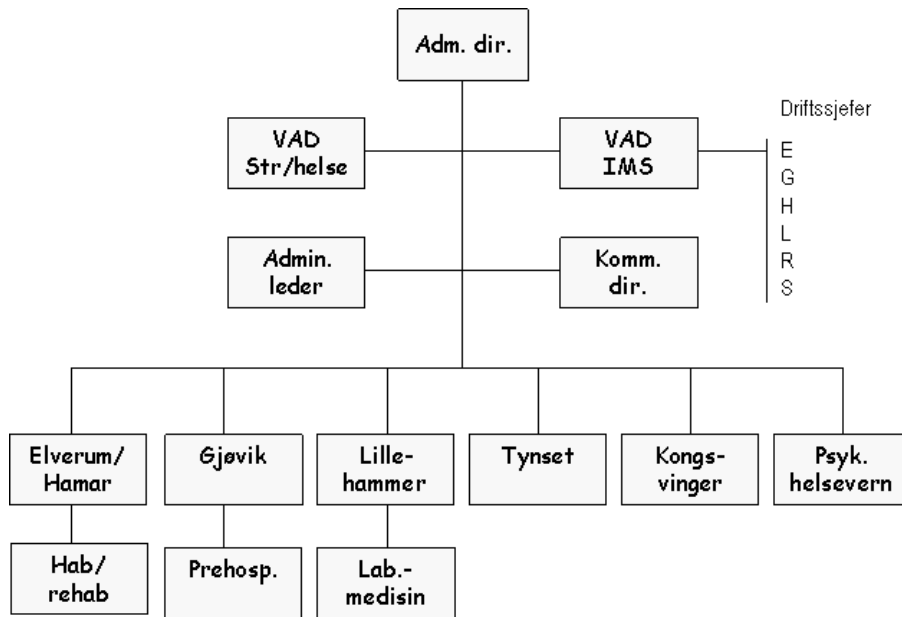 Adm. dir.
Driftssjefer
VAD
Str/helse
VAD
IMS
E
G
H
L
R
S
Admin.
leder
Komm.
dir.
Elverum/
Hamar
Gjøvik
Lille-
hammer
Tynset
Kongs-
vinger
Psyk.
helsevern
Hab/
rehab
Prehosp.
Lab.-
medisin